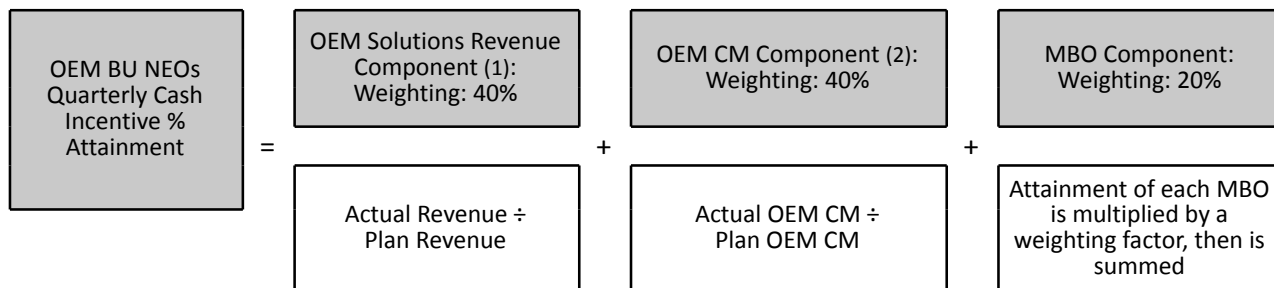 OEM BU NEOs
Quarterly Cash
Incentive %
Attainment
=
OEM Solutions Revenue
Component (1):
Weighting: 40%
Actual Revenue ÷
Plan Revenue
+
OEM CM Component (2):
Weighting: 40%
Actual OEM CM ÷
Plan OEM CM
+
MBO Component:
Weighting: 20%
Attainment of each MBO
is multiplied by a
weighting factor, then is
summed